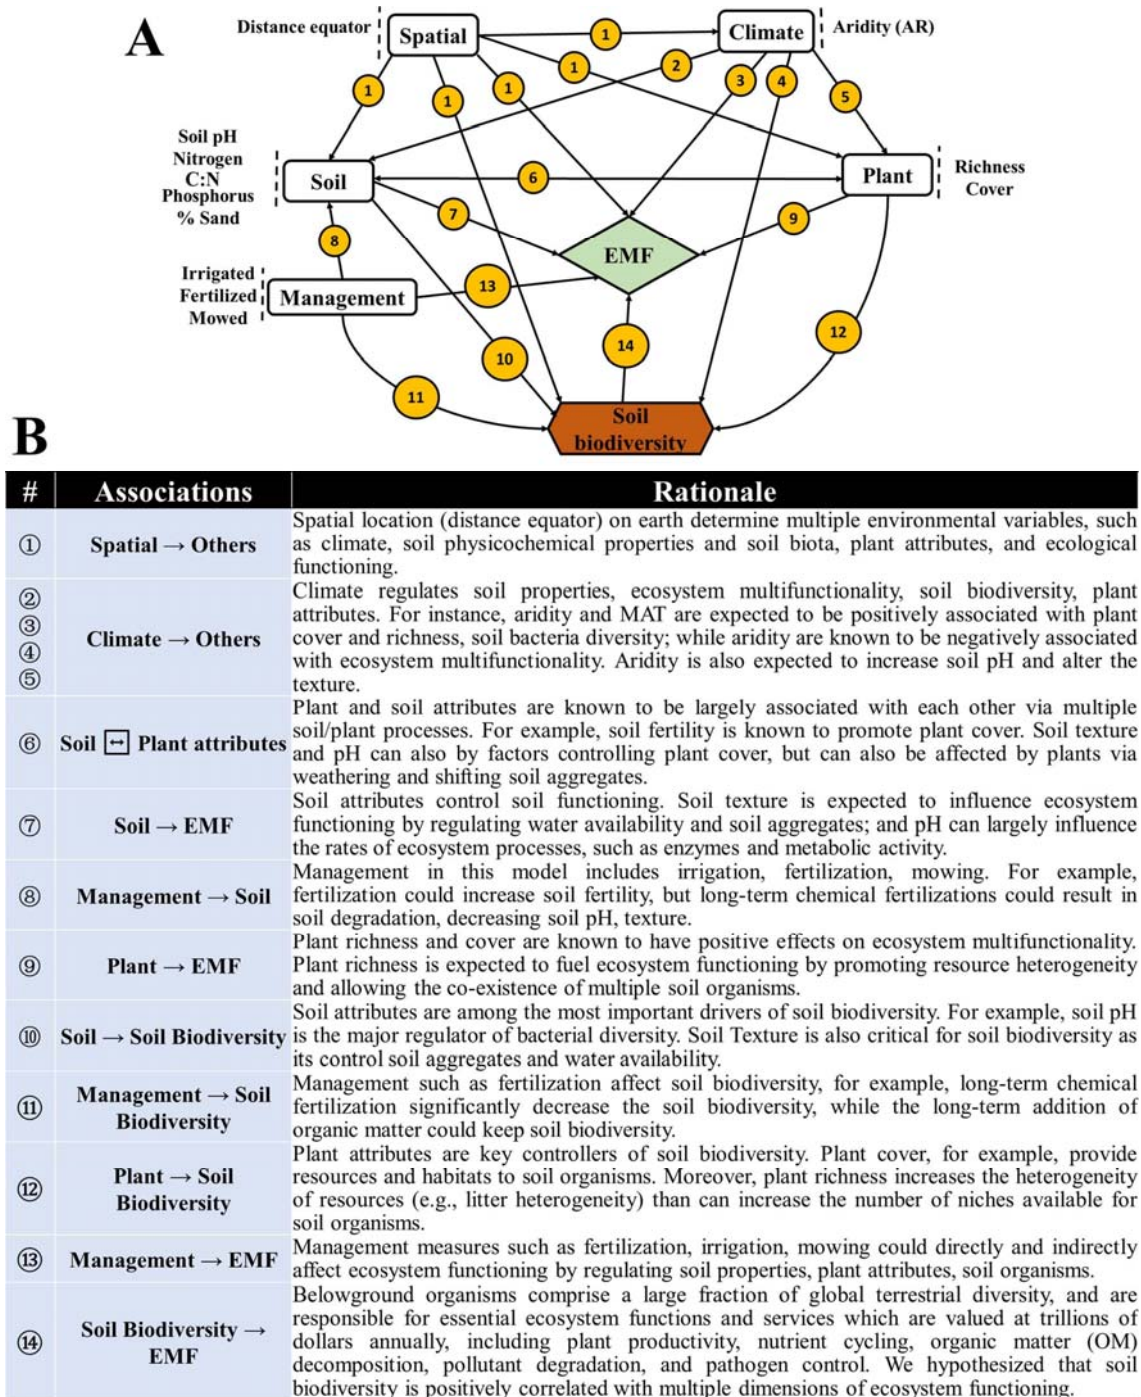 A
Distance equator
Spatial
Climate
Aridity (AR)
1
1
2
3
4
1
1
1
5
Soil pH
Nitrogen
C:N
Phosphorus
% Sand
Soil
6
Plant
Richness
Cover
7
9
8
EMF
Irrigated
Fertilized
Mowed
Management
13
14
12
10
11
Soil
biodiversity
B
# Associations Rationale
① Spatial → Others
Spatial location (distance equator) on earth determine multiple environmental variables, such
as climate, soil physicochemical properties and soil biota, plant attributes, and ecological
functioning.
②
③
④
⑤
Climate → Others
Climate regulates soil properties, ecosystem multifunctionality, soil biodiversity, plant
attributes. For instance, aridity and MAT are expected to be positively associated with plant
cover and richness, soil bacteria diversity; while aridity are known to be negatively associated
with ecosystem multifunctionality. Aridity is also expected to increase soil pH and alter the
texture.
⑥ Soil ↔ Plant attributes
Plant and soil attributes are known to be largely associated with each other via multiple
soil/plant processes. For example, soil fertility is known to promote plant cover. Soil texture
and pH can also by factors controlling plant cover, but can also be affected by plants via
weathering and shifting soil aggregates.
⑦ Soil → EMF
Soil attributes control soil functioning. Soil texture is expected to influence ecosystem
functioning by regulating water availability and soil aggregates; and pH can largely influence
the rates of ecosystem processes, such as enzymes and metabolic activity.
⑧ Management → Soil
Management in this model includes irrigation, fertilization, mowing. For example,
fertilization could increase soil fertility, but long-term chemical fertilizations could result in
soil degradation, decreasing soil pH, texture.
⑨ Plant → EMF
Plant richness and cover are known to have positive effects on ecosystem multifunctionality.
Plant richness is expected to fuel ecosystem functioning by promoting resource heterogeneity
and allowing the co-existence of multiple soil organisms.
⑩ Soil → Soil Biodiversity
Soil attributes are among the most important drivers of soil biodiversity. For example, soil pH
is the major regulator of bacterial diversity. Soil Texture is also critical for soil biodiversity as
its control soil aggregates and water availability.
⑪ Management → Soil
Biodiversity
Management such as fertilization affect soil biodiversity, for example, long-term chemical
fertilization significantly decrease the soil biodiversity, while the long-term addition of
organic matter could keep soil biodiversity.
⑫ Plant → Soil
Biodiversity
Plant attributes are key controllers of soil biodiversity. Plant cover, for example, provide
resources and habitats to soil organisms. Moreover, plant richness increases the heterogeneity
of resources (e.g., litter heterogeneity) than can increase the number of niches available for
soil organisms.
⑬ Management → EMF
Management measures such as fertilization, irrigation, mowing could directly and indirectly
affect ecosystem functioning by regulating soil properties, plant attributes, soil organisms.
⑭ Soil Biodiversity →
EMF
Belowground organisms comprise a large fraction of global terrestrial diversity, and are
responsible for essential ecosystem functions and services which are valued at trillions of
dollars annually, including plant productivity, nutrient cycling, organic matter (OM)
decomposition, pollutant degradation, and pathogen control. We hypothesized that soil
biodiversity is positively correlated with multiple dimensions of ecosystem functioning.